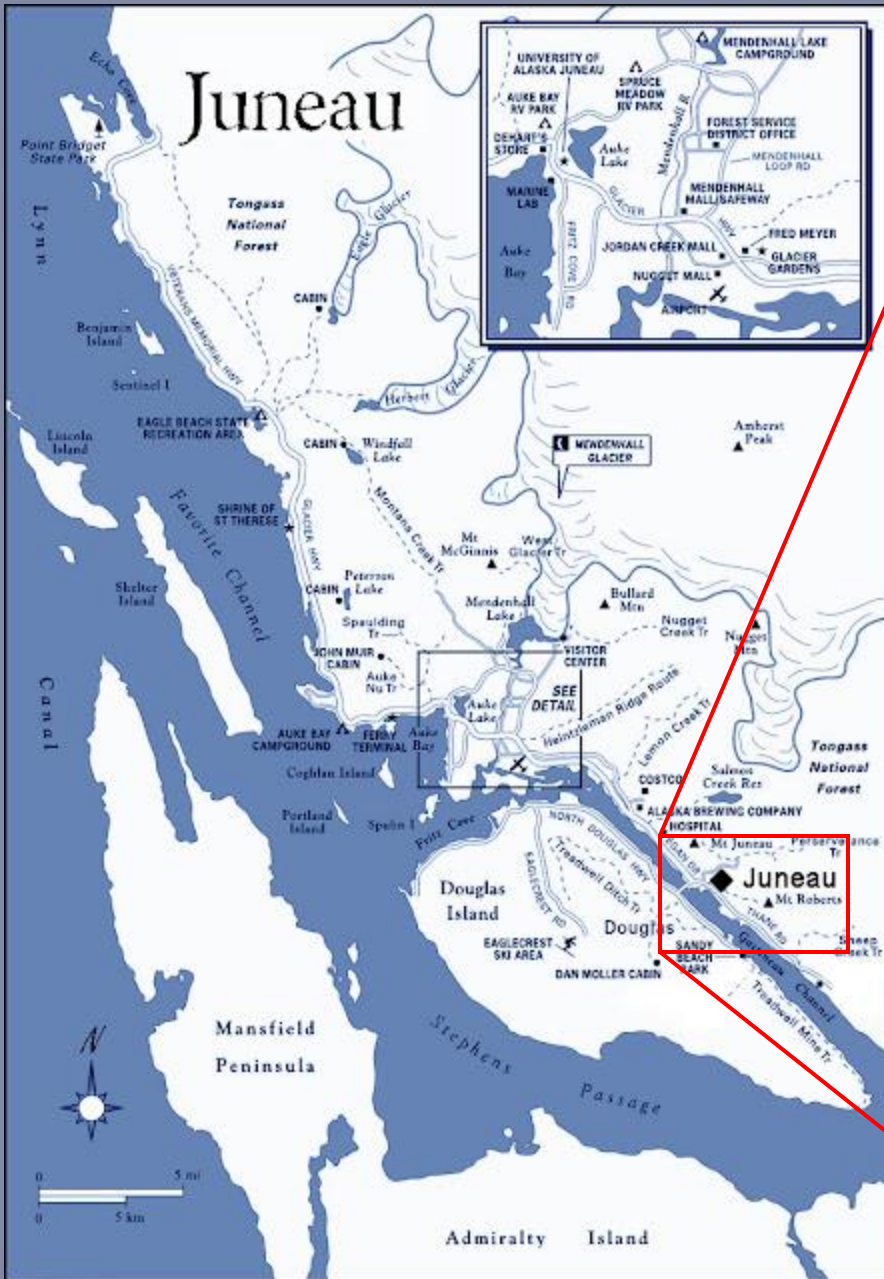 Juneau
Echo Cove
Point Bridget
State Park
Lynn
Canal
Tongass
National
Forest
Eagle Glacier
VETERANS MEMORIAL HWY
CABIN
Benjamin
Island
Sentinel I
Herbert Glacier
EAGLE BEACH STATE
RECREATION AREA
Lincoln
Island
CABIN
Windfall
Lake
MENDENHALL
GLACIER
Amherst
Peak
Favorite Channel
SHRINE OF
ST THERESE
GLACIER HWY
Montana Creek Tr
Mt
McGinnis
West
Glacier Tr
Shelter
Island
CABIN
Peterson
Lake
Mendenhall
Lake
Bullard
Mtn
Nugget
Creek Tr
Nugget
Mtn
Spaulding
Tr
JOHN MUIR
CABIN
VISITOR
CENTER
Auke
Nu Tr
SEE
DETAIL
Auke
Lake
Heintzleman Ridge Route
Lemon Creek Tr
AUKE BAY
CAMPGROUND
FERRY
TERMINAL
Auke
Bay
Tongass
National
Forest
Coghlan Island
COSTCO
Salmon
Creek Res
Portland
Island
Spuhn I
ALASKA BREWING COMPANY
HOSPITAL
Fritz Cove
NORTH DOUGLAS HWY
EGAN DR
Mt Juneau
Perserverance
Tr
EAGLECREST RD
Treadwell Ditch Tr
Juneau
Douglas
Island
Mt Roberts
THANE RD
Douglas
EAGLECREST
SKI AREA
SANDY
BEACH
PARK
Gastineau
Channel
Sheep
Creek Tr
DAN MOLLER CABIN
Treadwell Mine Tr
Mansfield
Peninsula
Stephens
Passage
N
0 5 mi
0 5 km
Admiralty Island
MENDENHALL LAKE
CAMPGROUND
UNIVERSITY OF
ALASKA JUNEAU
SPRUCE
MEADOW
RV PARK
AUKE BAY
RV PARK
Mendenhall R
FOREST SERVICE
DISTRICT OFFICE
DEHART'S
STORE
Auke
Lake
MENDENHALL
LOOP RD
MARINE
LAB
GLACIER
HWY
MENDENHALL
MALL/SAFEWAY
FRITZ COVE RD
FRED MEYER
Auke
Bay
JORDAN CREEK MALL
GLACIER
GARDENS
NUGGET MALL
AIRPORT